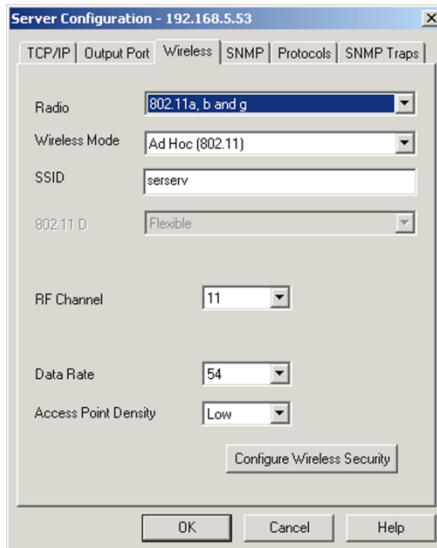 Server Configuration - 192.168.5.53
TCP/IP Output Port Wireless SNMP Protocols SNMP Traps
Radio 802.11a, b and g
Wireless Mode Ad Hoc (802.11)
SSID serserv
802.11 D Flexible
RF Channel 11
Data Rate 54
Access Point Density Low
Configure Wireless Security
OK Cancel Help